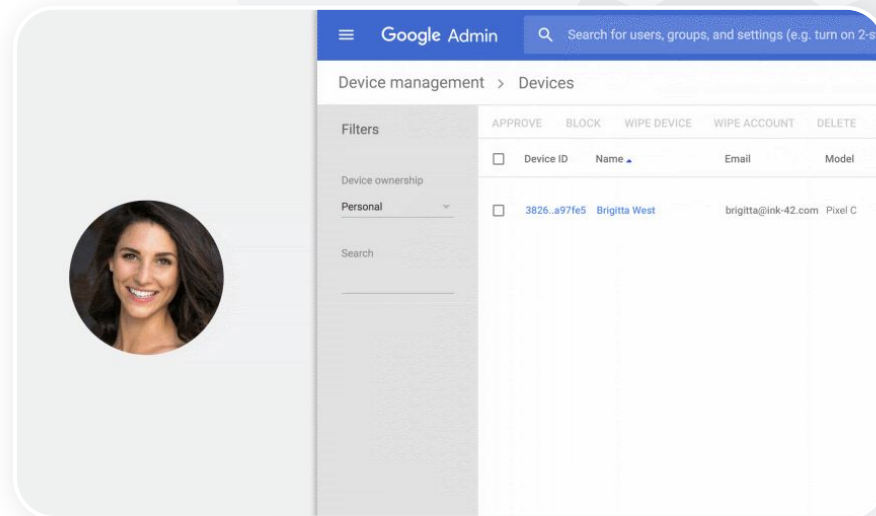 Google Admin
Search for users, groups, and settings (e.g. turn on 2-s
Device management > Devices
Filters
APPROVE BLOCK WIPE DEVICE WIPE ACCOUNT DELETE
Device ID Name Email Model
Device ownership
Personal
3826..a97fe5 Brigitta West brigitta@ink-42.com Pixel C
Search